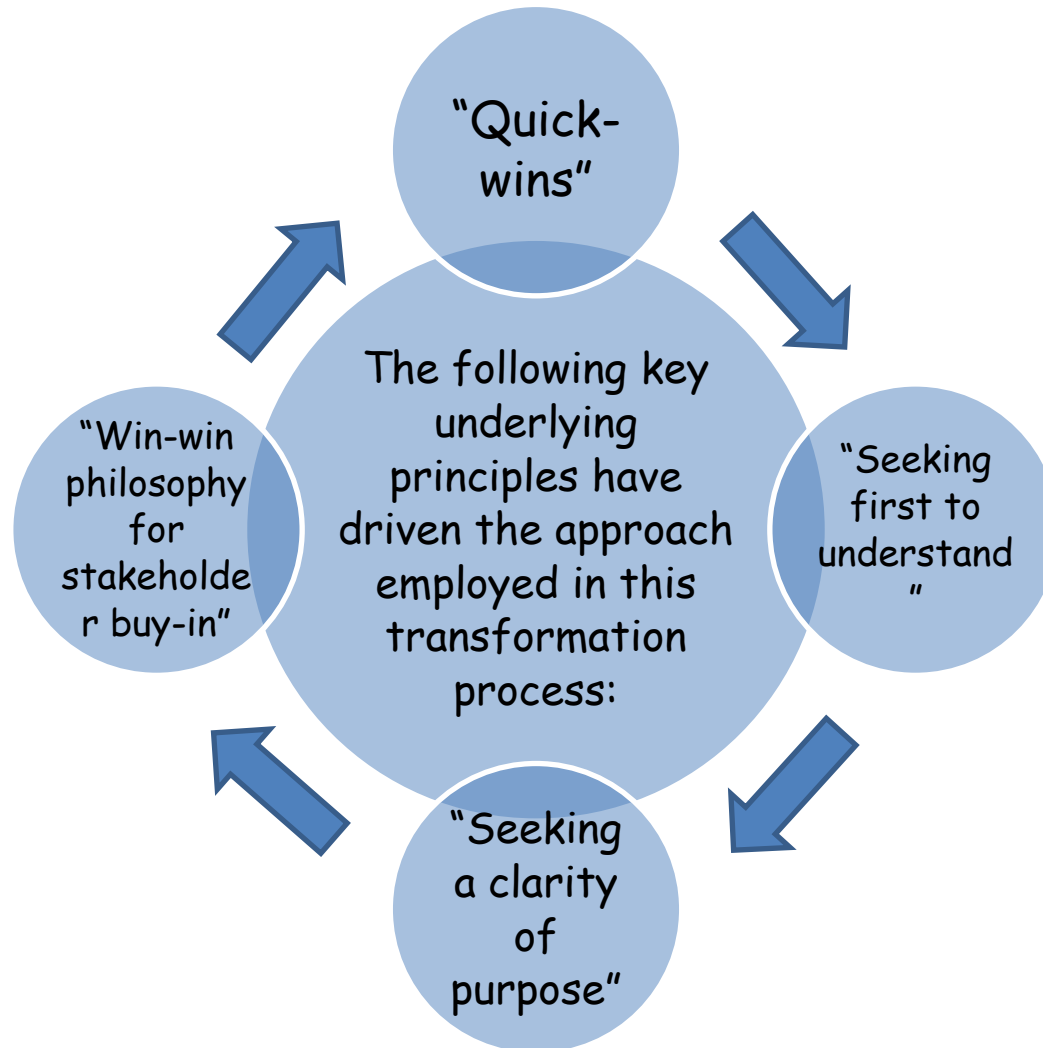 “Quick-
wins”
The following key
underlying
principles have
driven the approach
employed in this
transformation
process:
“Seeking
first to
understand
”
“Seeking
a clarity
of
purpose”
“Win-win
philosophy
for
stakeholde
r buy-in”